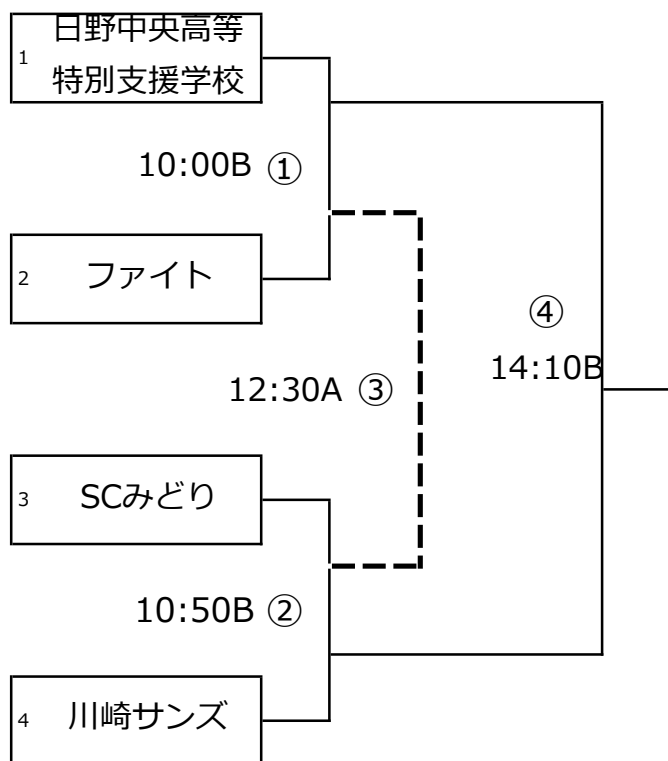 日野中央高等
1
特別支援学校
10:00B ①
2 ファイト
④
14:10B
12:30A ③
3 SCみどり
10:50B ②
4 川崎サンズ